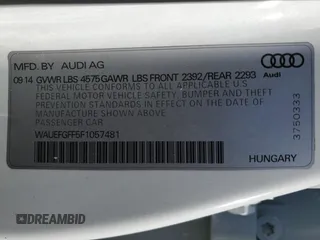 MFD. BY AUDI AG
09 14 GVWR LBS 4575 GAWR LBS FRONT 2392/REAR 2293
THIS VEHICLE CONFORMS TO ALL APPLICABLE
FEDERAL MOTOR VEHICLE SAFETY, BUMPER,
AND THEFT PREVENTION STANDARDS IN EFFECT
ON THE DATE OF MANUFACTURE SHOWN ABOVE
WAUEFGFF5F1057481
PASSENGER CAR
Audi
3750333
HUNGARY
DREAMBID